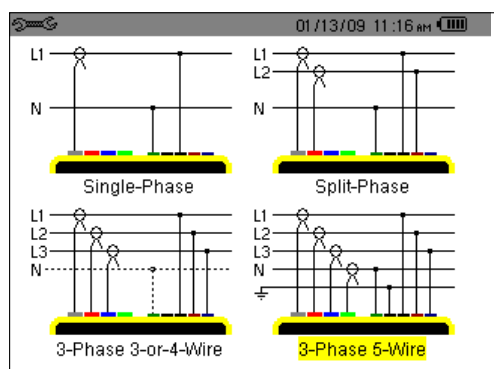 01/13/09 11:16 AM
L1
N
Single-Phase
L1
L2
N
Split-Phase
L1
L2
L3
N
3-Phase 3-or-4-Wire
L1
L2
L3
N
3-Phase 5-Wire